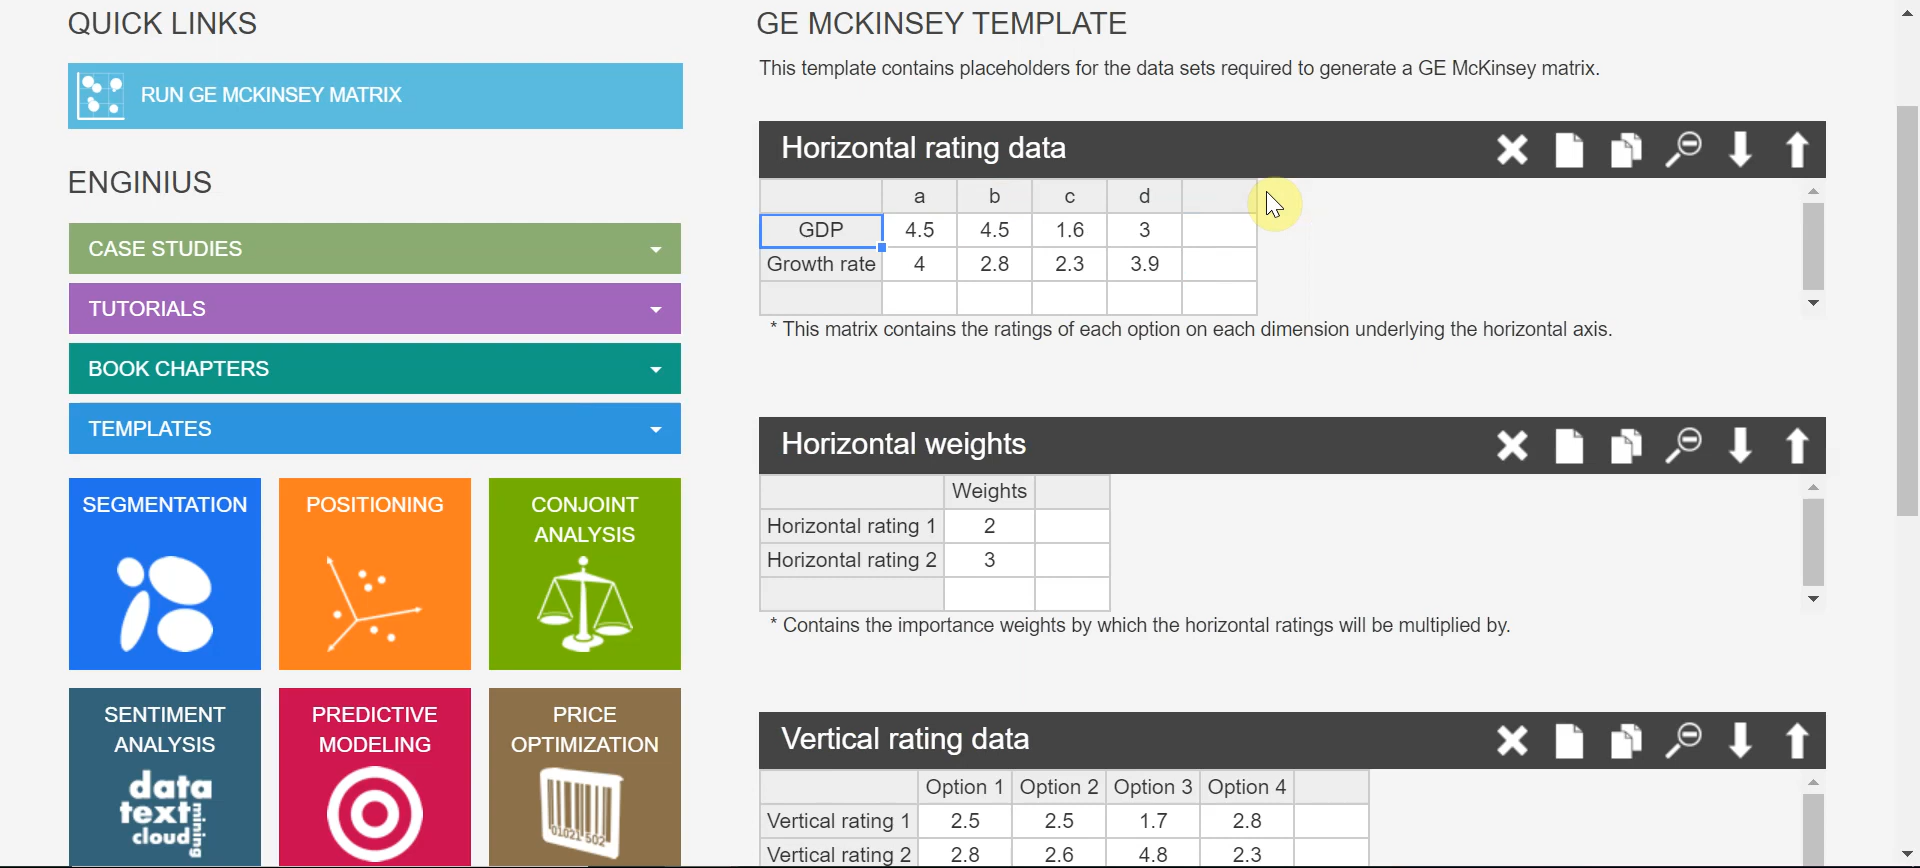 QUICK LINKS
RUN GE MCKINSEY MATRIX
ENGINIUS
CASE STUDIES
TUTORIALS
BOOK CHAPTERS
TEMPLATES
SEGMENTATION
POSITIONING
CONJOINT
ANALYSIS
SENTIMENT
ANALYSIS
data
text
mining
cloud
PREDICTIVE
MODELING
PRICE
OPTIMIZATION
01021 502
GE MCKINSEY TEMPLATE
This template contains placeholders for the data sets required to generate a GE McKinsey matrix.
Horizontal rating data
a b c d
GDP 4.5 4.5 1.6 3
Growth rate 4 2.8 2.3 3.9
* This matrix contains the ratings of each option on each dimension underlying the horizontal axis.
Horizontal weights
Weights
Horizontal rating 1 2
Horizontal rating 2 3
* Contains the importance weights by which the horizontal ratings will be multiplied by.
Vertical rating data
Option 1 Option 2 Option 3 Option 4
Vertical rating 1 2.5 2.5 1.7 2.8
Vertical rating 2 2.8 2.6 4.8 2.3